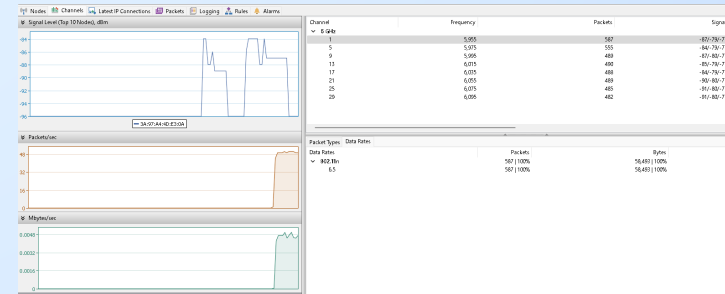 Nodes Channels Latest IP Connections Packets Logging Rules Alarms
Signal Level (Top 10 Nodes), dBm
-84
-86
-88
-90
-92
-94
-96
3A:97:A4:4D:E3:0A
Packets/sec
48
32
16
0
Mbytes/sec
0.0048
0.0032
0.0016
0
Channel Frequency Packets Signa
6 GHz
1 5,955 587 -87/-79/-7
5 5,975 555 -84/-79/-7
9 5,995 489 -87/-80/-7
13 6,015 490 -85/-79/-7
17 6,035 488 -84/-79/-7
21 6,055 489 -90/-80/-7
25 6,075 485 -91/-80/-7
29 6,095 482 -91/-80/-7
Packet Types Data Rates
Data Rates Packets Bytes
802.11n 587 | 100% 58,493 | 100%
6.5 587 | 100% 58,493 | 100%